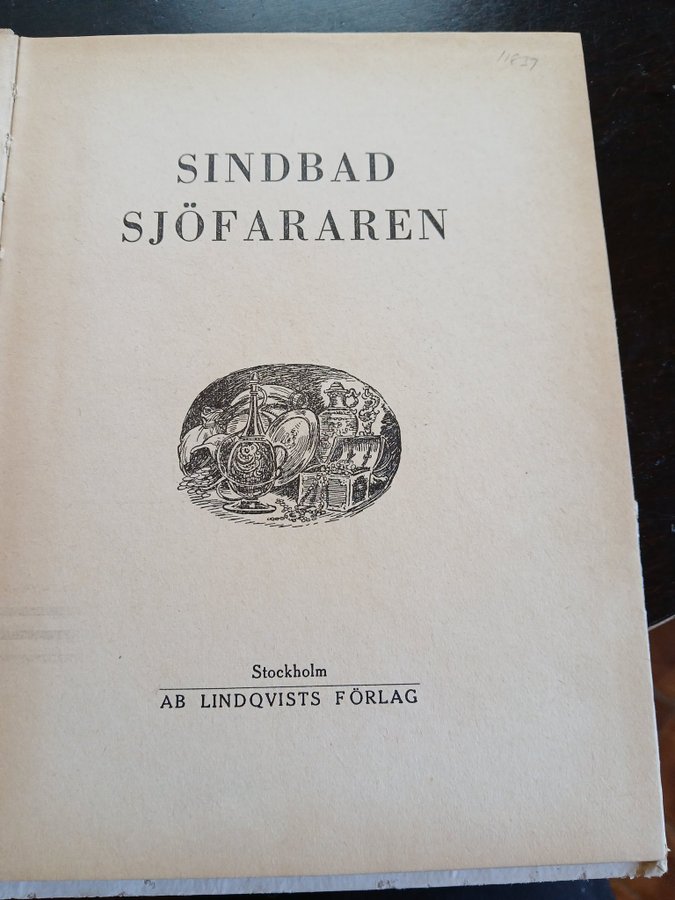 SINDBAD
SJÖFARAREN
Stockholm
AB LINDQVISTS FÖRLAG